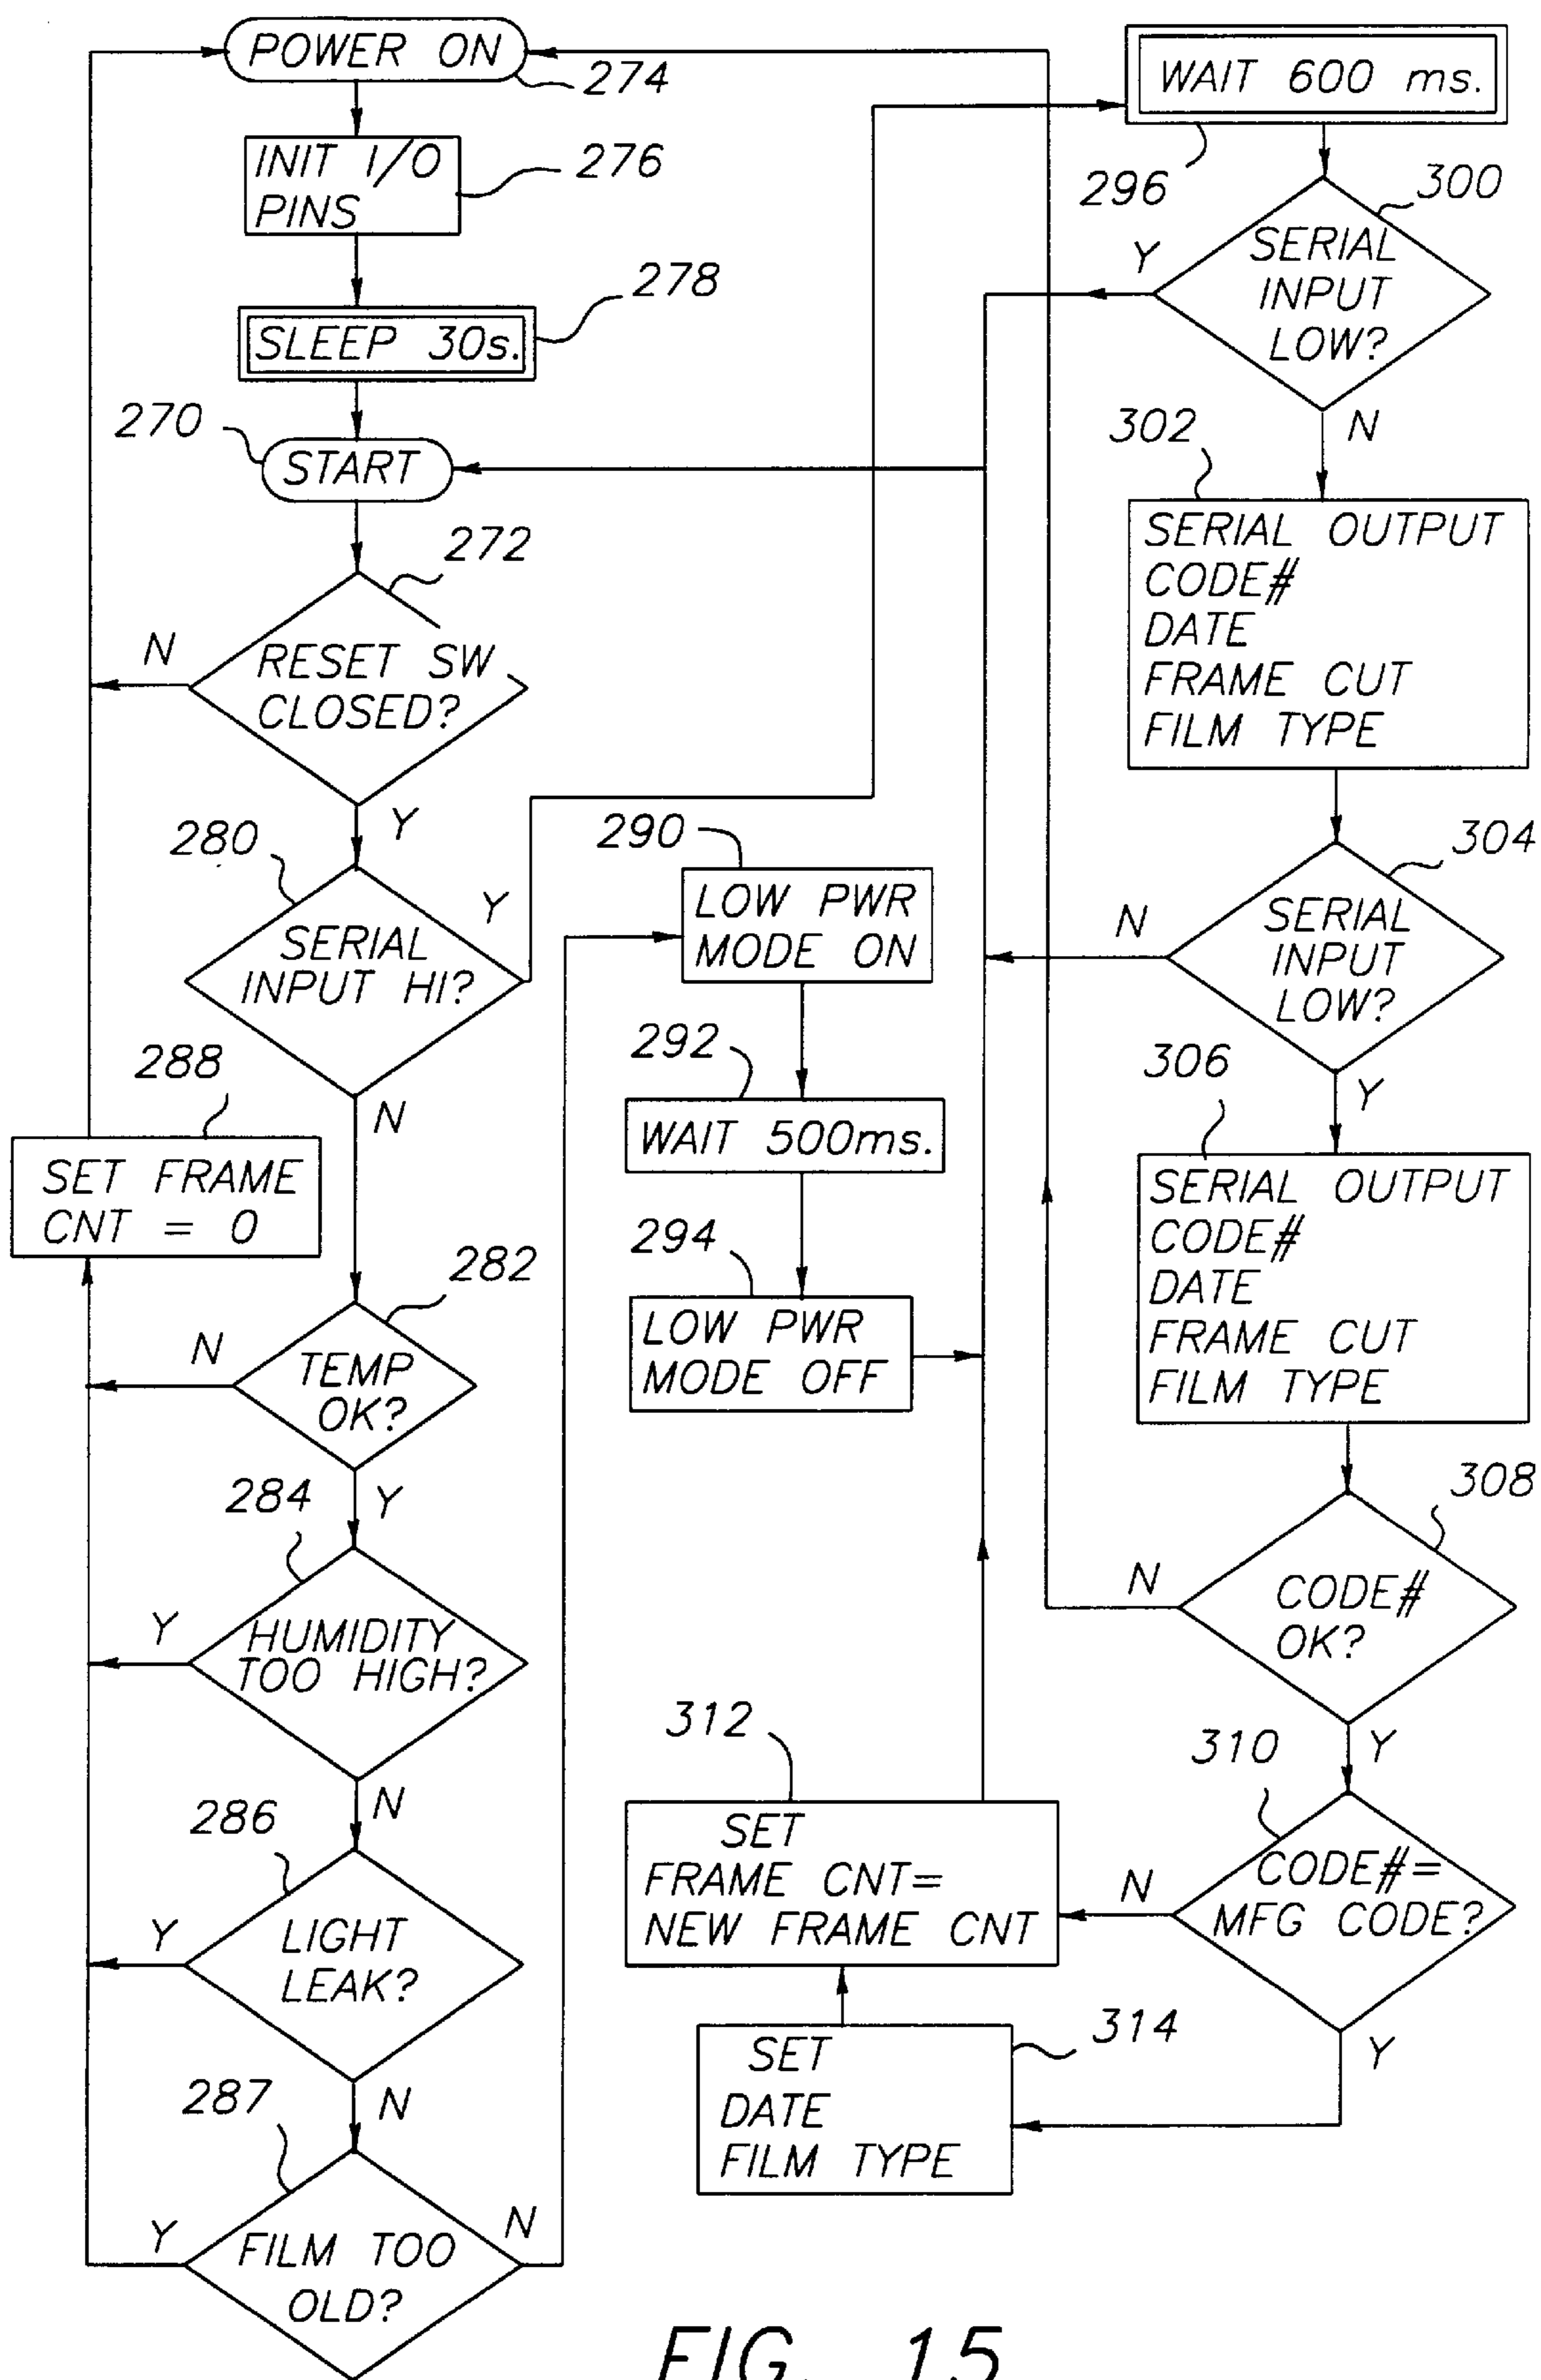 POWER ON
274
INIT I/O
PINS
276
SLEEP 30s.
278
270
START
272
RESET SW
CLOSED?
N
Y
280
SERIAL
INPUT HI?
Y
N
288
SET FRAME
CNT = 0
282
TEMP
OK?
N
Y
284
HUMIDITY
TOO HIGH?
Y
N
286
LIGHT
LEAK?
Y
N
287
FILM TOO
OLD?
Y
N
290
LOW PWR
MODE ON
292
WAIT 500ms.
294
LOW PWR
MODE OFF
WAIT 600 ms.
296
300
SERIAL
INPUT
LOW?
Y
N
302
SERIAL OUTPUT
CODE#
DATE
FRAME CUT
FILM TYPE
304
SERIAL
INPUT
LOW?
N
Y
306
SERIAL OUTPUT
CODE#
DATE
FRAME CUT
FILM TYPE
308
CODE#
OK?
N
Y
310
CODE#=
MFG CODE?
N
Y
312
SET
FRAME CNT=
NEW FRAME CNT
314
SET
DATE
FILM TYPE
FIG. 15